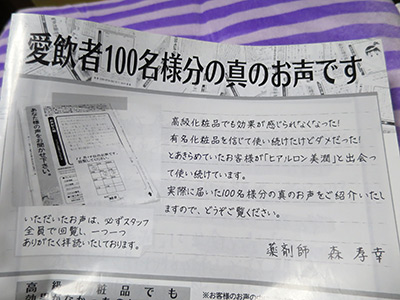 愛飲者100名様分の真のお声です
高級化粧品でも効果が感じられなくなった!
有名化粧品を信じて使い続けたけどダメだった!
とあきらめていたお客様が「ヒアルロン美潤」と出会っ
て使い続けています。
実際に届いた100名様分の真のお声をご紹介いたし
ますので、どうぞご覧ください。
薬剤師 森 孝幸
いただいたお声は、必ずスタッフ
全員で回覧し、一つ一つ
ありがたく拝読いたしております。
高級化粧品でも
※お客様のお声の